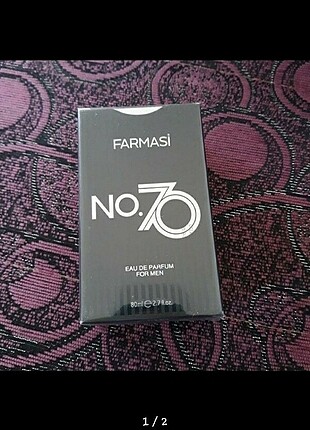 FARMASİ
NO.70
EAU DE PARFUM
FOR MEN
80ml ℮ 2.7 fl.oz.
1 / 2